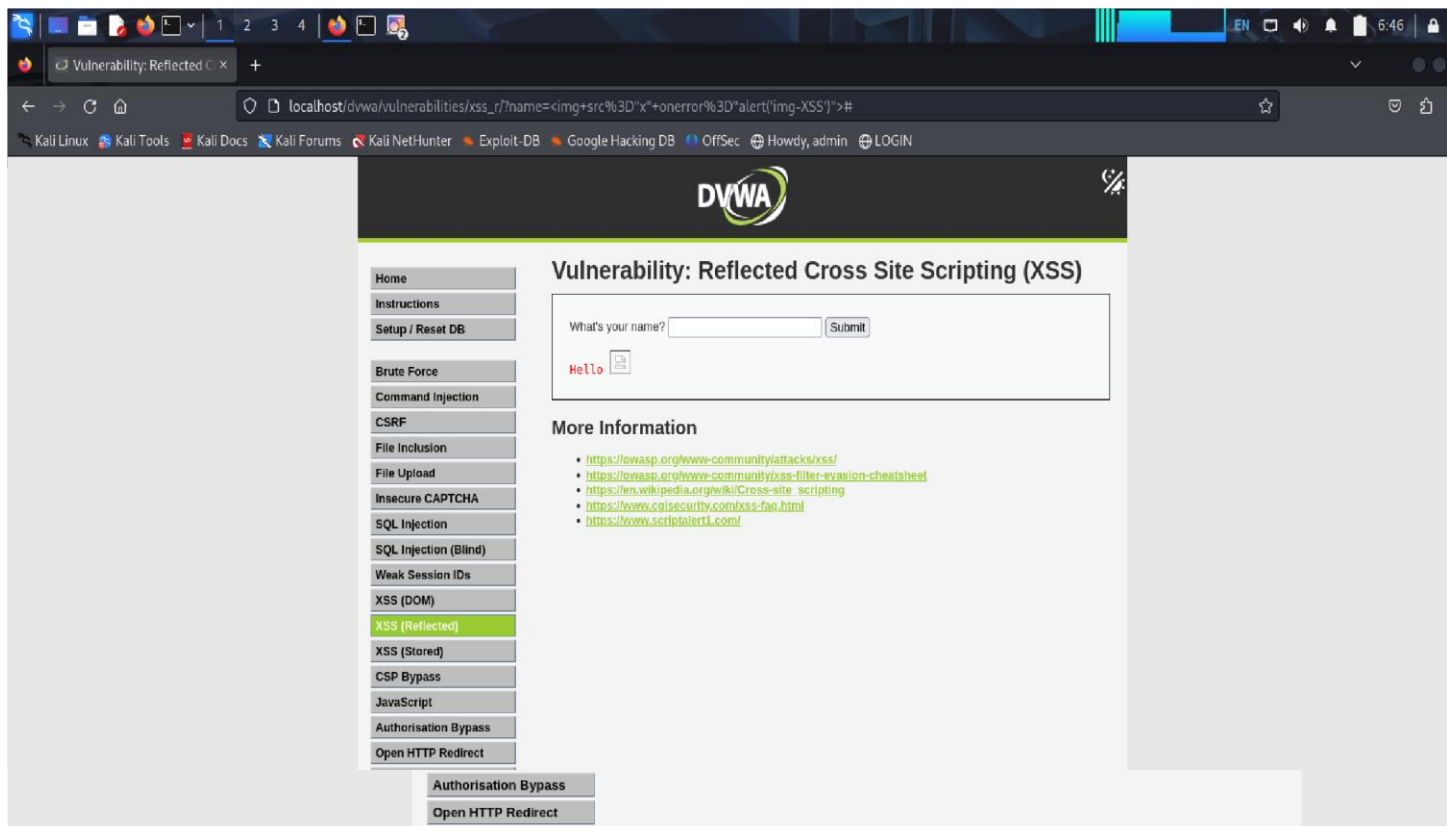 1 2 3 4 EN 6:46
Vulnerability: Reflected C
localhost/dvwa/vulnerabilities/xss_r/?name=<img+src%3D"x"+onerror%3D"alert('img-XSS')">#
Kali Linux Kali Tools Kali Docs Kali Forums Kali NetHunter Exploit-DB Google Hacking DB OffSec Howdy, admin LOGIN
DVWA
Home
Instructions
Setup / Reset DB
Brute Force
Command Injection
CSRF
File Inclusion
File Upload
Insecure CAPTCHA
SQL Injection
SQL Injection (Blind)
Weak Session IDs
XSS (DOM)
XSS (Reflected)
XSS (Stored)
CSP Bypass
JavaScript
Authorisation Bypass
Open HTTP Redirect
Vulnerability: Reflected Cross Site Scripting (XSS)
What's your name? Submit
Hello
More Information
https://owasp.org/www-community/attacks/xss/
https://owasp.org/www-community/xss-filter-evasion-cheatsheet
https://en.wikipedia.org/wiki/Cross-site_scripting
https://www.cgisecurity.com/xss-faq.html
https://www.scriptalert1.com/
Authorisation Bypass
Open HTTP Redirect